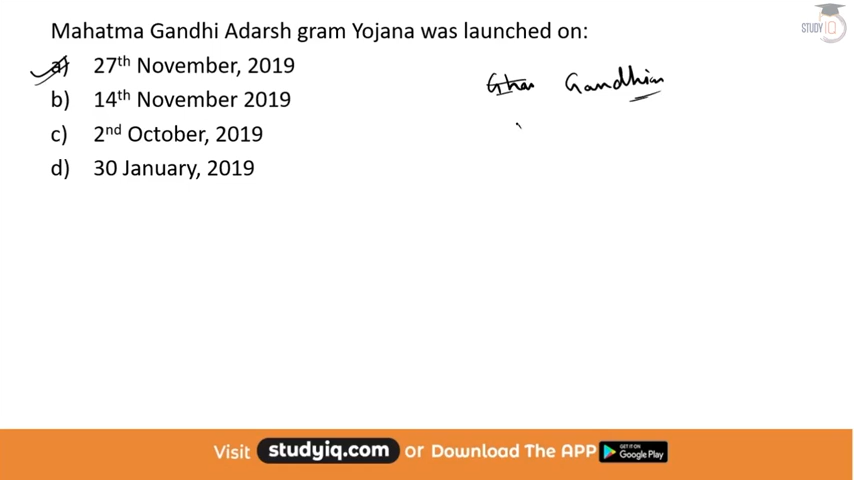 STUDY IQ
Mahatma Gandhi Adarsh gram Yojana was launched on:
a) 27th November, 2019
b) 14th November 2019
Gandhian
c) 2nd October, 2019
d) 30 January, 2019
Visit studyiq.com or Download The APP GET IT ON Google Play